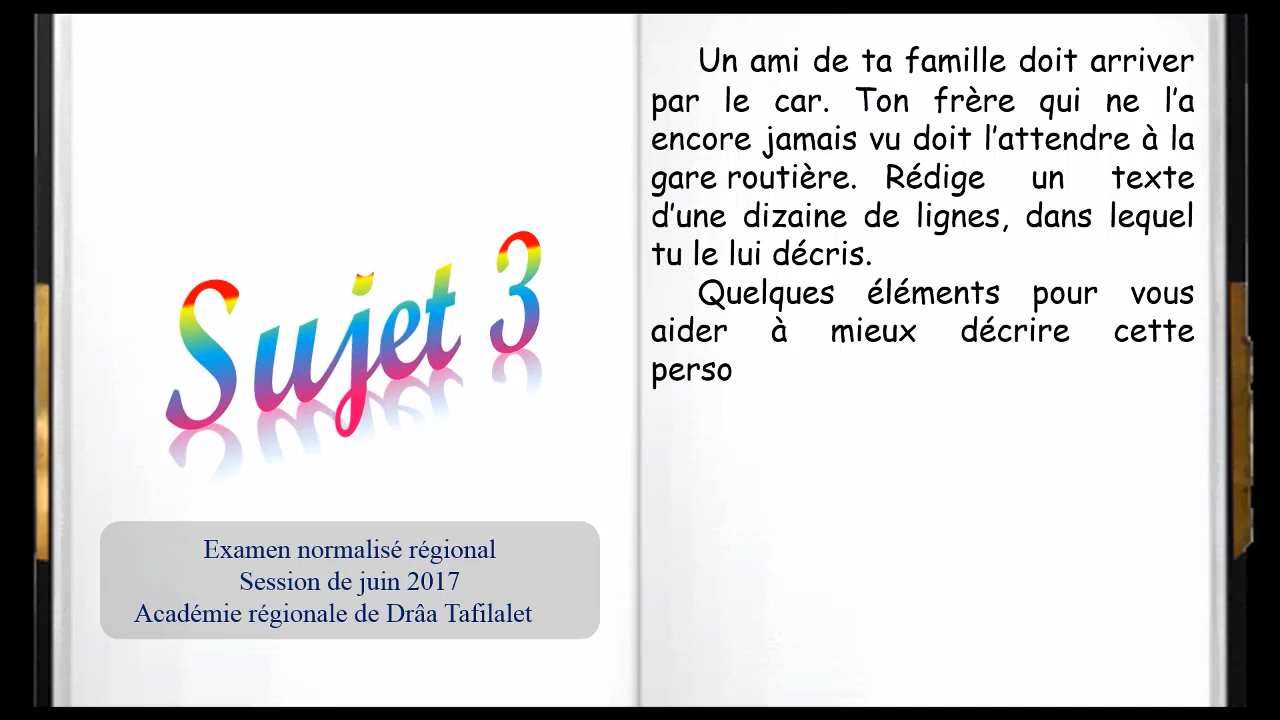 Sujet 3
Examen normalisé régional
Session de juin 2017
Académie régionale de Drâa Tafilalet
Un ami de ta famille doit arriver
par le car. Ton frère qui ne l'a
encore jamais vu doit l'attendre à la
gare routière. Rédige un texte
d'une dizaine de lignes, dans lequel
tu le lui décris.
Quelques éléments pour vous
aider à mieux décrire cette
perso